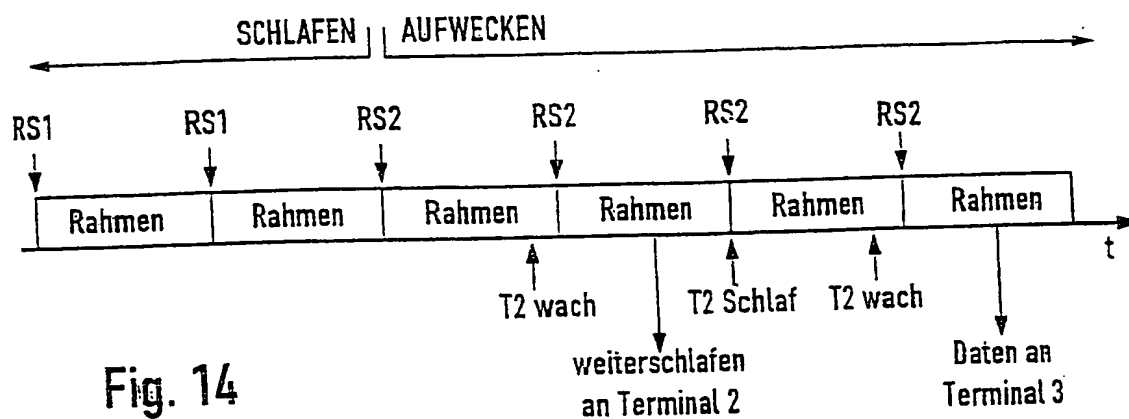 SCHLAFEN AUFWECKEN
RS1 RS1 RS2 RS2 RS2 RS2
Rahmen Rahmen Rahmen Rahmen Rahmen Rahmen
t
T2 wach T2 Schlaf T2 wach
weiterschlafen
an Terminal 2
Daten an
Terminal 3
Fig. 14